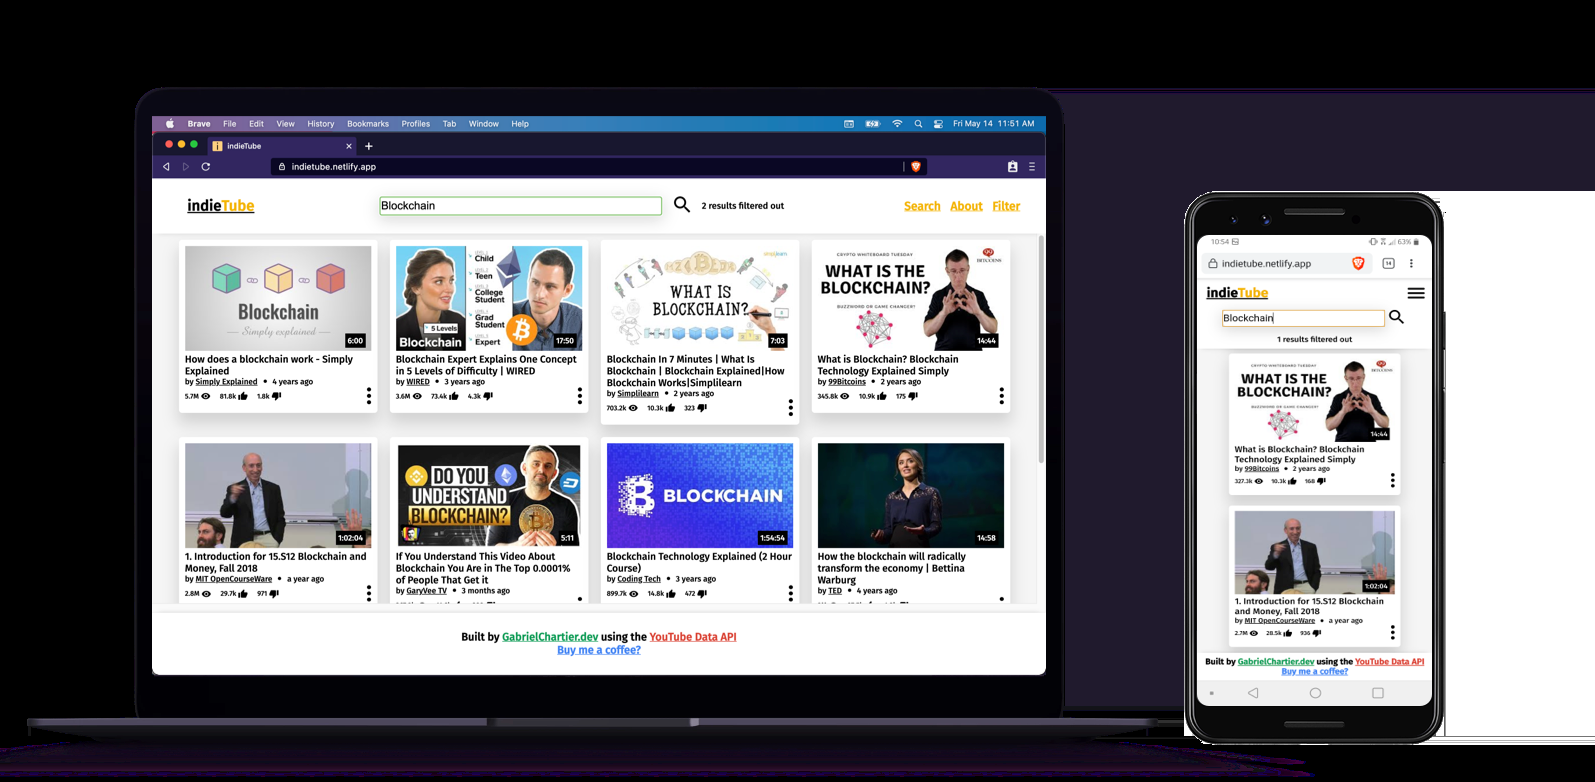 Brave File Edit View History Bookmarks Profiles Tab Window Help Fri May 14 11:51 AM
indieTube
indietube.netlify.app
indieTube Blockchain 2 results filtered out Search About Filter
Blockchain
Simply explained
6:00
How does a blockchain work - Simply
Explained
by Simply Explained • 4 years ago
5.7M 81.8k 1.8k
Child
Teen
College
Student
Grad
Student
Expert
5 Levels
Blockchain
17:50
Blockchain Expert Explains One Concept
in 5 Levels of Difficulty | WIRED
by WIRED • 3 years ago
3.6M 73.4k 4.3k
simplilearn
WHAT IS
BLOCKCHAIN?
7:03
Blockchain In 7 Minutes | What Is
Blockchain | Blockchain Explained|How
Blockchain Works|Simplilearn
by Simplilearn • 2 years ago
703.2k 10.3k 323
CRYPTO WHITEBOARD TUESDAY
99
BITCOINS
WHAT IS THE
BLOCKCHAIN?
BUZZWORD OR GAME CHANGER?
14:44
What is Blockchain? Blockchain
Technology Explained Simply
by 99Bitcoins • 2 years ago
345.8k 10.9k 175
1:02:04
1. Introduction for 15.S12 Blockchain and
Money, Fall 2018
by MIT OpenCourseWare • a year ago
2.8M 29.7k 971
DO YOU
UNDERSTAND
BLOCKCHAIN?
5:11
If You Understand This Video About
Blockchain You Are in The Top 0.0001%
of People That Get it
by GaryVee TV • 3 months ago
BLOCKCHAIN
1:54:54
Blockchain Technology Explained (2 Hour
Course)
by Coding Tech • 3 years ago
899.7k 14.8k 472
14:58
How the blockchain will radically
transform the economy | Bettina
Warburg
by TED • 4 years ago
Built by GabrielChartier.dev using the YouTube Data API
Buy me a coffee?
10:54 63%
indietube.netlify.app 14
indieTube
Blockchain
1 results filtered out
CRYPTO WHITEBOARD TUESDAY
BITCOINS
WHAT IS THE
BLOCKCHAIN?
BUZZWORD OR GAME CHANGER?
14:44
What is Blockchain? Blockchain
Technology Explained Simply
by 99Bitcoins • 2 years ago
327.3k 10.3k 168
1:02:04
1. Introduction for 15.S12 Blockchain
and Money, Fall 2018
by MIT OpenCourseWare • a year ago
2.7M 28.5k 936
Built by GabrielChartier.dev using the YouTube Data API
Buy me a coffee?